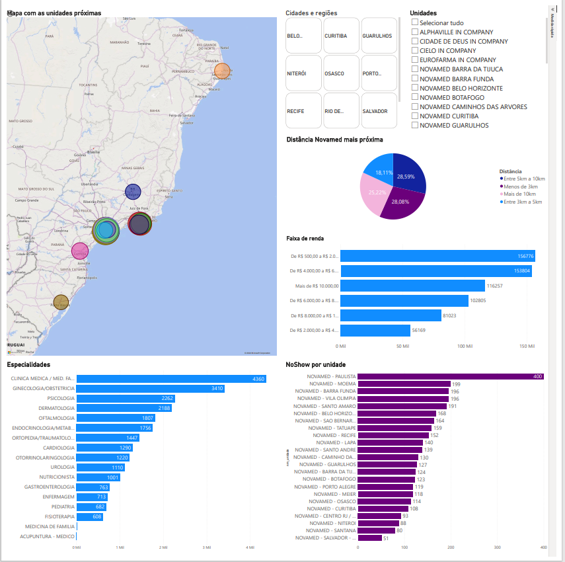 Mapa com as unidades próximas
Cidades e regiões
Unidades
BELO...
CURITIBA
GUARULHOS
NITERÓI
OSASCO
PORTO...
RECIFE
RIO DE...
SALVADOR
Selecionar tudo
ALPHAVILLE IN COMPANY
CIDADE DE DEUS IN COMPANY
CIELO IN COMPANY
EUROFARMA IN COMPANY
NOVAMED BARRA DA TIJUCA
NOVAMED BARRA FUNDA
NOVAMED BELO HORIZONTE
NOVAMED BOTAFOGO
NOVAMED CAMINHOS DAS ARVORES
NOVAMED CURITIBA
NOVAMED GUARULHOS
Distância Novamed mais próxima
18,11%
28,59%
28,08%
Distância
Entre 5km a 10km
Menos de 3km
Mais de 10km
Entre 3km a 5km
Faixa de renda
De R$ 500,00 a R$ 2.0... 156776
De R$ 4.000,00 a R$ 6... 153804
Mais de R$ 10.000,00 116257
De R$ 6.000,00 a R$ 8... 102805
De R$ 8.000,00 a R$ 1... 81023
De R$ 2.000,00 a R$ 4... 56169
0 Mil 50 Mil 100 Mil 150 Mil
Especialidades
CLINICA MEDICA / MED. FA... 4360
GINECOLOGIA/OBSTETRICIA 3410
PSICOLOGIA 2262
DERMATOLOGIA 2188
OFTALMOLOGIA 1807
ENDOCRINOLOGIA/METAB... 1756
ORTOPEDIA/TRAUMATOLO... 1447
CARDIOLOGIA 1290
OTORRINOLARINGOLOGIA 1220
UROLOGIA 1110
NUTRICIONISTA 1001
GASTROENTEROLOGIA 763
ENFERMAGEM 713
PEDIATRIA 682
FISIOTERAPIA 606
MEDICINA DE FAMILIA
ACUPUNTURA - MEDICO
0 Mil 1 Mil 2 Mil 3 Mil 4 Mil
NoShow por unidade
NOVAMED - PAULISTA 400
NOVAMED - MOEMA 199
NOVAMED - BARRA FUNDA 196
NOVAMED - VILA OLIMPIA 196
NOVAMED - SANTO AMARO 191
NOVAMED - BELO HORIZO... 168
NOVAMED - SAO BERNAR... 164
NOVAMED - TATUAPE 159
NOVAMED - RECIFE 152
NOVAMED - LAPA 140
NOVAMED - SANTO ANDRE 139
NOVAMED - CAMINHO DA... 130
NOVAMED - GUARULHOS 127
NOVAMED - BARRA DA TIJ... 124
NOVAMED - BOTAFOGO 123
NOVAMED - PORTO ALEGRE 119
NOVAMED - MEIER 118
NOVAMED - OSASCO 114
NOVAMED - CURITIBA 108
NOVAMED - CENTRO RJ / ... 93
NOVAMED - NITEROI 88
NOVAMED - SANTANA 80
NOVAMED - SALVADOR - ... 51
0 100 200 300 400